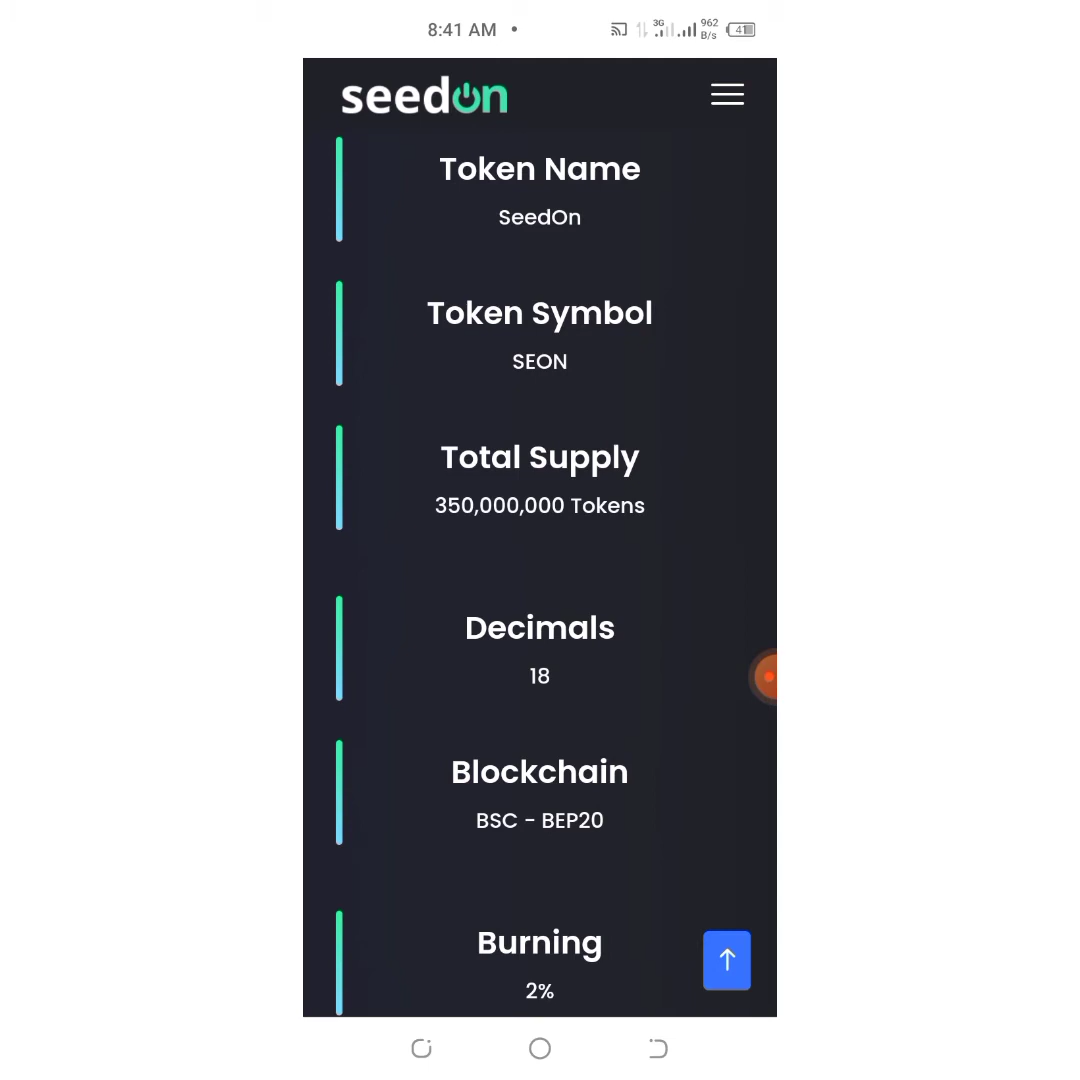 8:41 AM
3G
962
B/s
41
seedon
Token Name
SeedOn
Token Symbol
SEON
Total Supply
350,000,000 Tokens
Decimals
18
Blockchain
BSC - BEP20
Burning
2%